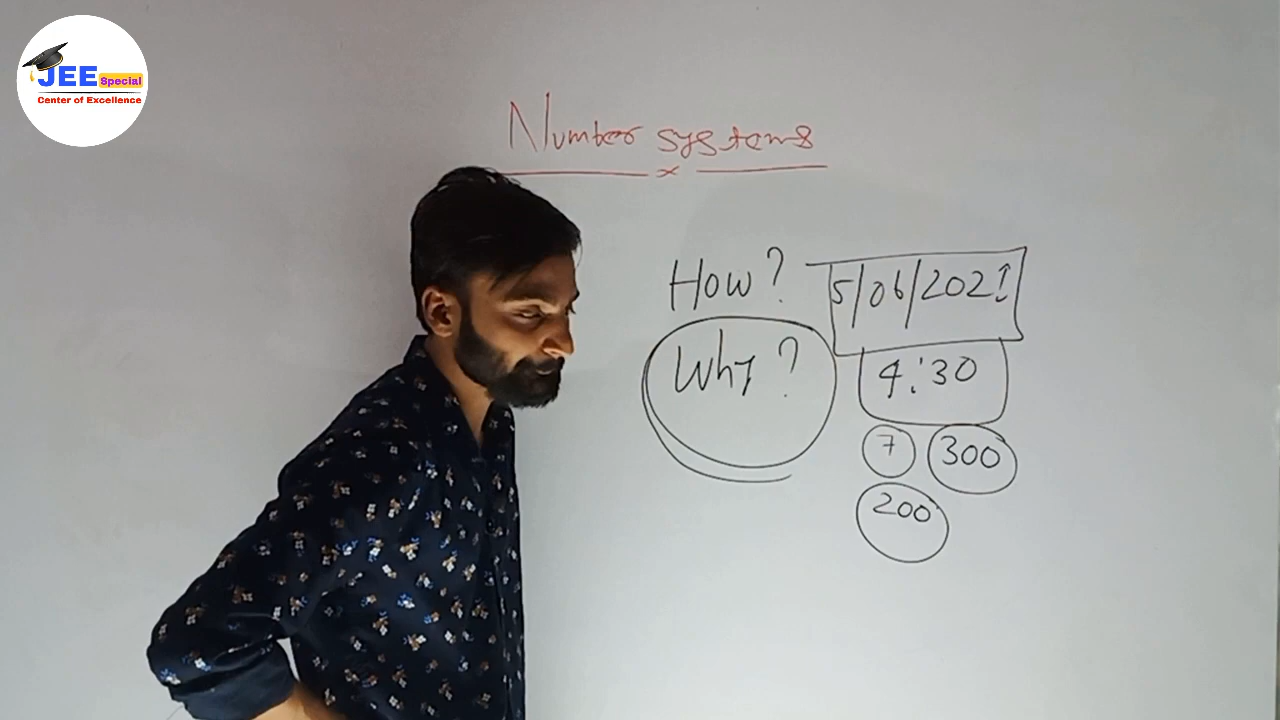 JEE Special
Center of Excellence
Number systems
How? 5/06/2021
Why? 4:30
7 300
200